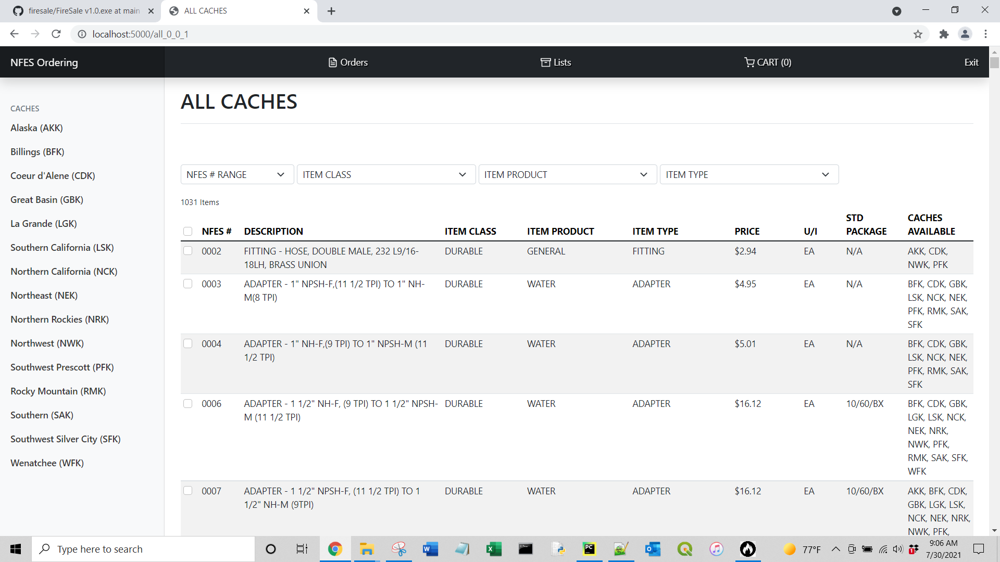 firesale/FireSale v1.0.exe at main
ALL CACHES
localhost:5000/all_0_0_1
NFES Ordering
Orders
Lists
CART (0)
Exit
CACHES
Alaska (AKK)
Billings (BFK)
Coeur d'Alene (CDK)
Great Basin (GBK)
La Grande (LGK)
Southern California (LSK)
Northern California (NCK)
Northeast (NEK)
Northern Rockies (NRK)
Northwest (NWK)
Southwest Prescott (PFK)
Rocky Mountain (RMK)
Southern (SAK)
Southwest Silver City (SFK)
Wenatchee (WFK)
ALL CACHES
NFES # RANGE
ITEM CLASS
ITEM PRODUCT
ITEM TYPE
1031 Items
NFES # DESCRIPTION ITEM CLASS ITEM PRODUCT ITEM TYPE PRICE U/I STD PACKAGE CACHES AVAILABLE
0002 FITTING - HOSE, DOUBLE MALE, 232 L9/16- DURABLE GENERAL FITTING $2.94 EA N/A AKK, CDK,
18LH, BRASS UNION NWK, PFK
0003 ADAPTER - 1" NPSH-F,(11 1/2 TPI) TO 1" NH- DURABLE WATER ADAPTER $4.95 EA N/A BFK, CDK, GBK,
M(8 TPI) LSK, NCK, NEK,
PFK, RMK, SAK,
SFK
0004 ADAPTER - 1" NH-F,(9 TPI) TO 1" NPSH-M (11 DURABLE WATER ADAPTER $5.01 EA N/A BFK, CDK, GBK,
1/2 TPI) LSK, NCK, NEK,
PFK, RMK, SAK,
SFK
0006 ADAPTER - 1 1/2" NH-F, (9 TPI) TO 1 1/2" NPSH- DURABLE WATER ADAPTER $16.12 EA 10/60/BX BFK, CDK, GBK,
M (11 1/2 TPI) LGK, LSK, NCK,
NEK, NRK,
NWK, PFK,
RMK, SAK, SFK,
WFK
0007 ADAPTER - 1 1/2" NPSH-F, (11 1/2 TPI) TO 1 DURABLE WATER ADAPTER $16.12 EA 10/60/BX AKK, BFK, CDK,
1/2" NH-M (9TPI) GBK, LGK, LSK,
NCK, NEK, NRK,
NWK, PFK,
Type here to search
W
PC
77°F
1
9:06 AM
7/30/2021